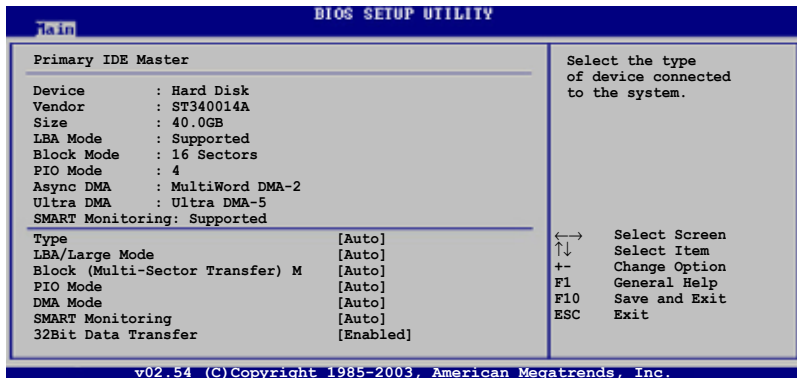 BIOS SETUP UTILITY
Main
Primary IDE Master
Device : Hard Disk
Vendor : ST340014A
Size : 40.0GB
LBA Mode : Supported
Block Mode : 16 Sectors
PIO Mode : 4
Async DMA : MultiWord DMA-2
Ultra DMA : Ultra DMA-5
SMART Monitoring: Supported
Type [Auto]
LBA/Large Mode [Auto]
Block (Multi-Sector Transfer) M [Auto]
PIO Mode [Auto]
DMA Mode [Auto]
SMART Monitoring [Auto]
32Bit Data Transfer [Enabled]
Select the type
of device connected
to the system.
←→ Select Screen
↑↓ Select Item
+- Change Option
F1 General Help
F10 Save and Exit
ESC Exit
v02.54 (C)Copyright 1985-2003, American Megatrends, Inc.